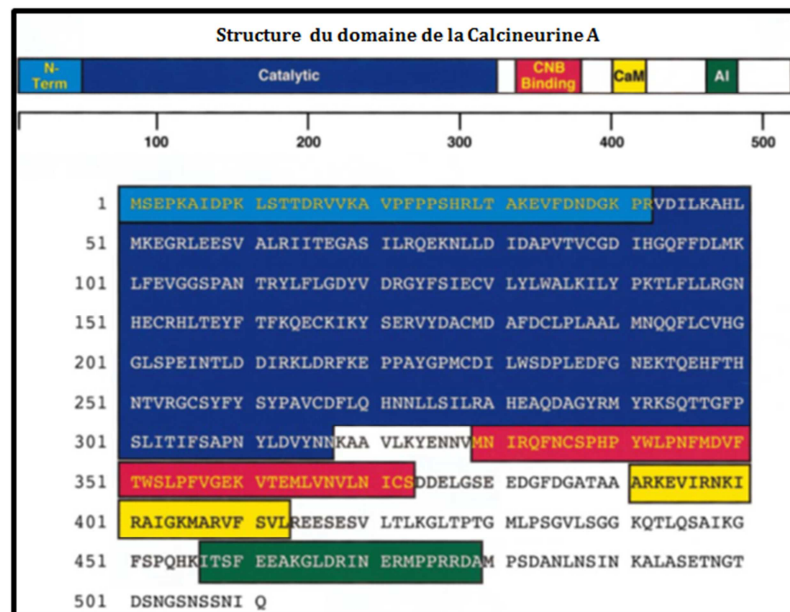 Structure du domaine de la Calcineurine A
N-Term Catalytic CNB Binding CaM AI
100 200 300 400 500
1 MSEPKAIDPK LSTTDRVVKA VPFPPSHRLT AKEVFDNDGK PRVDILKAHL
51 MKEGRLEESV ALRIITEGAS ILRQEKNLLD IDAPVTVCGD IHGQFFDLMK
101 LFEVGGSPAN TRYLFLGDYV DRGYFSIECV LYLWALKILY PKTLFLLRGN
151 HECRHLTEYF TFKQECKIKY SERVYDACMD AFDCLPLAAL MNQQFLCVHG
201 GLSPEINTLD DIRKLDRFKE PPAYGPMCDI LWSDPLEDFG NEKTQEHFTH
251 NTVRGCSYFY SYPAVCDFLQ HNNLLSILRA HEAQDAGYRM YRKSQTTGFP
301 SLITIFSAPN YLDVYNNKAA VLKYENNVMN IRQFNCSPHP YWLPNFMDVF
351 TWSLPFVGEK VTEMLVNVLN ICSDDELGSE EDGFDGATAA ARKEVIRNKI
401 RAIGKMARVF SVLREESESV LTLKGLTPTG MLPSGVLSGG KQTLQSAIKG
451 FSPQHKITSF EEAKGLDRIN ERMPPRRDAM PSDANLNSIN KALASETNGT
501 DSNGSNSSNI Q